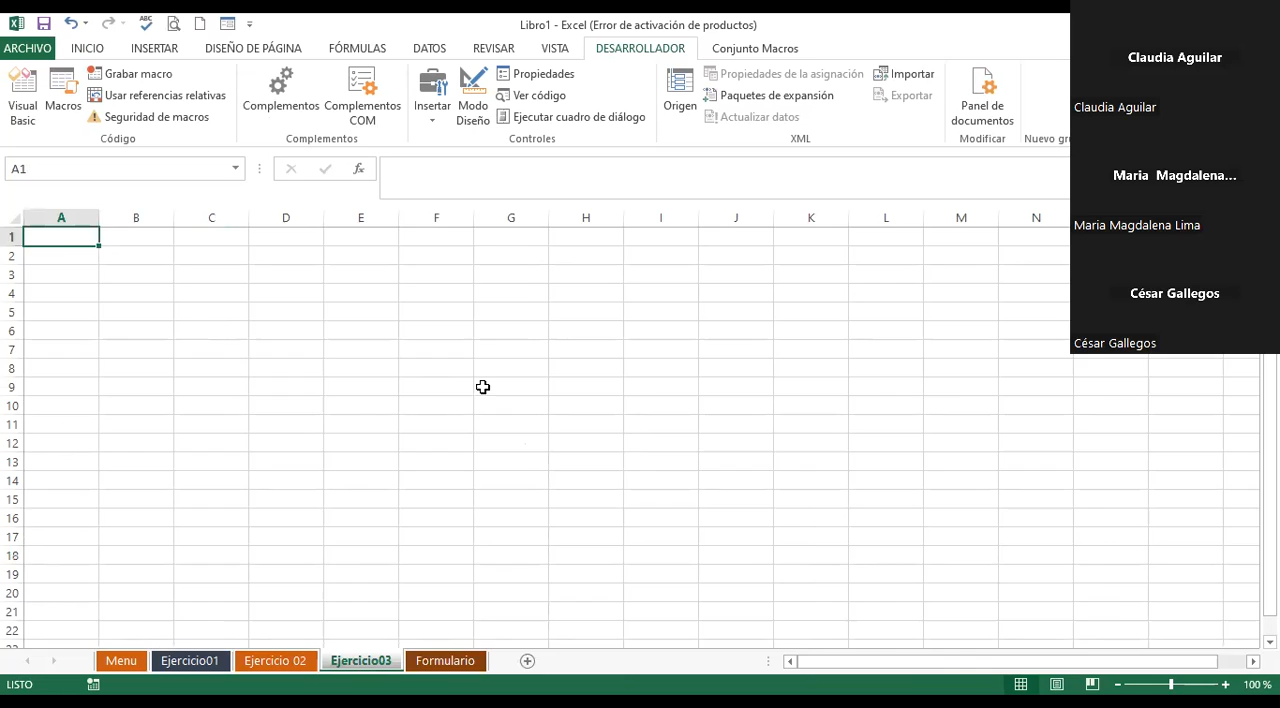 Libro1 - Excel (Error de activación de productos)
ARCHIVO INICIO INSERTAR DISEÑO DE PÁGINA FÓRMULAS DATOS REVISAR VISTA DESARROLLADOR Conjunto Macros
Visual Basic
Macros
Grabar macro
Usar referencias relativas
Seguridad de macros
Código
Complementos
Complementos COM
Complementos
Insertar
Modo Diseño
Propiedades
Ver código
Ejecutar cuadro de diálogo
Controles
Origen
Propiedades de la asignación
Paquetes de expansión
Actualizar datos
Importar
Exportar
XML
Panel de documentos
Modificar
Nuevo gr
Claudia Aguilar
Claudia Aguilar
Maria Magdalena...
Maria Magdalena Lima
César Gallegos
César Gallegos
A1
fx
A B C D E F G H I J K L M N
1
2
3
4
5
6
7
8
9
10
11
12
13
14
15
16
17
18
19
20
21
22
Menu Ejercicio01 Ejercicio 02 Ejercicio03 Formulario
LISTO
100 %